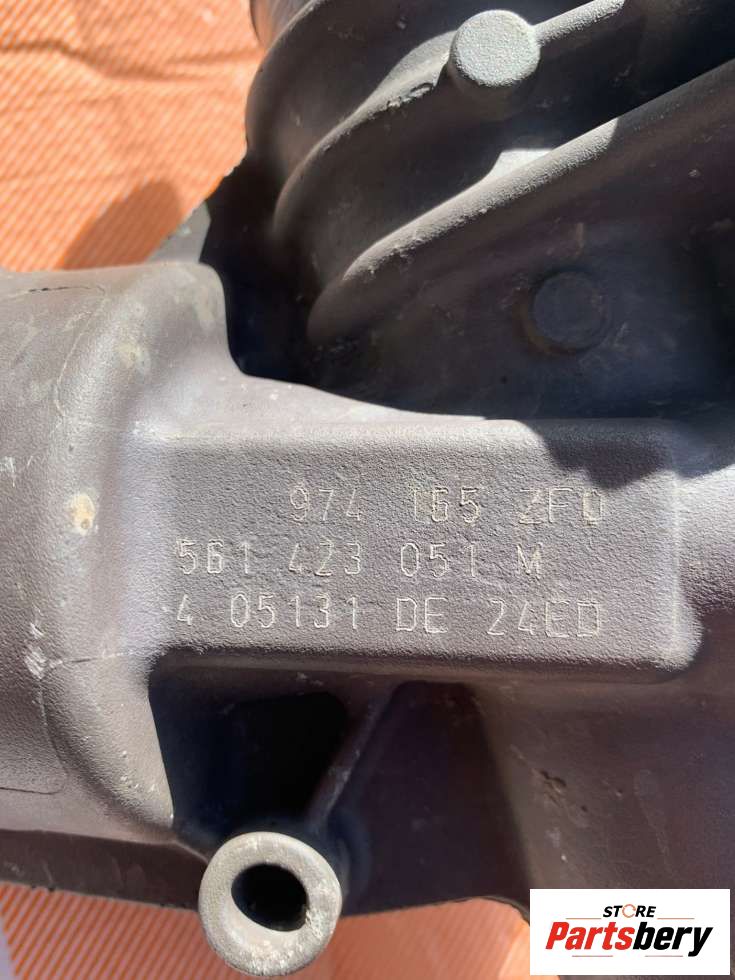 974 165 ZFD
561 423 051 M
4 05131 DE 24ED
STORE
Partsbery